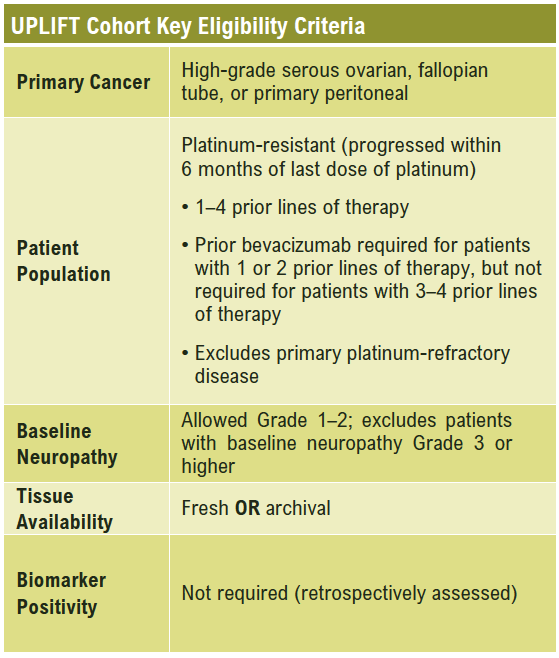 UPLIFT Cohort Key Eligibility Criteria
Primary Cancer
High-grade serous ovarian, fallopian
tube, or primary peritoneal
Patient
Population
Platinum-resistant (progressed within
6 months of last dose of platinum)
• 1–4 prior lines of therapy
• Prior bevacizumab required for patients
with 1 or 2 prior lines of therapy, but not
required for patients with 3–4 prior lines
of therapy
• Excludes primary platinum-refractory
disease
Baseline
Neuropathy
Allowed Grade 1–2; excludes patients
with baseline neuropathy Grade 3 or
higher
Tissue
Availability
Fresh OR archival
Biomarker
Positivity
Not required (retrospectively assessed)